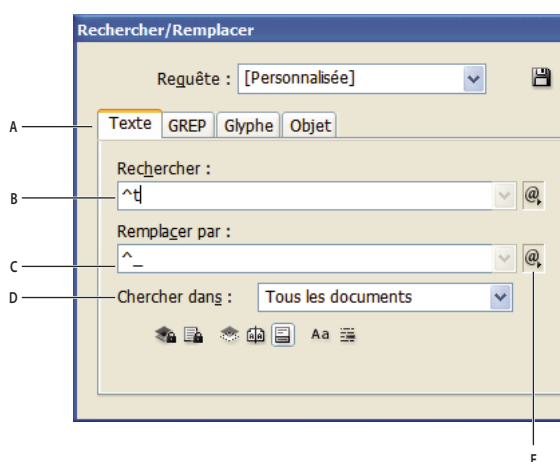 Rechercher/Remplacer
Requête : [Personnalisée]
A
Texte GREP Glyphe Objet
Rechercher :
B ^t @
Remplacer par :
C ^_ @
D Chercher dans : Tous les documents
Aa